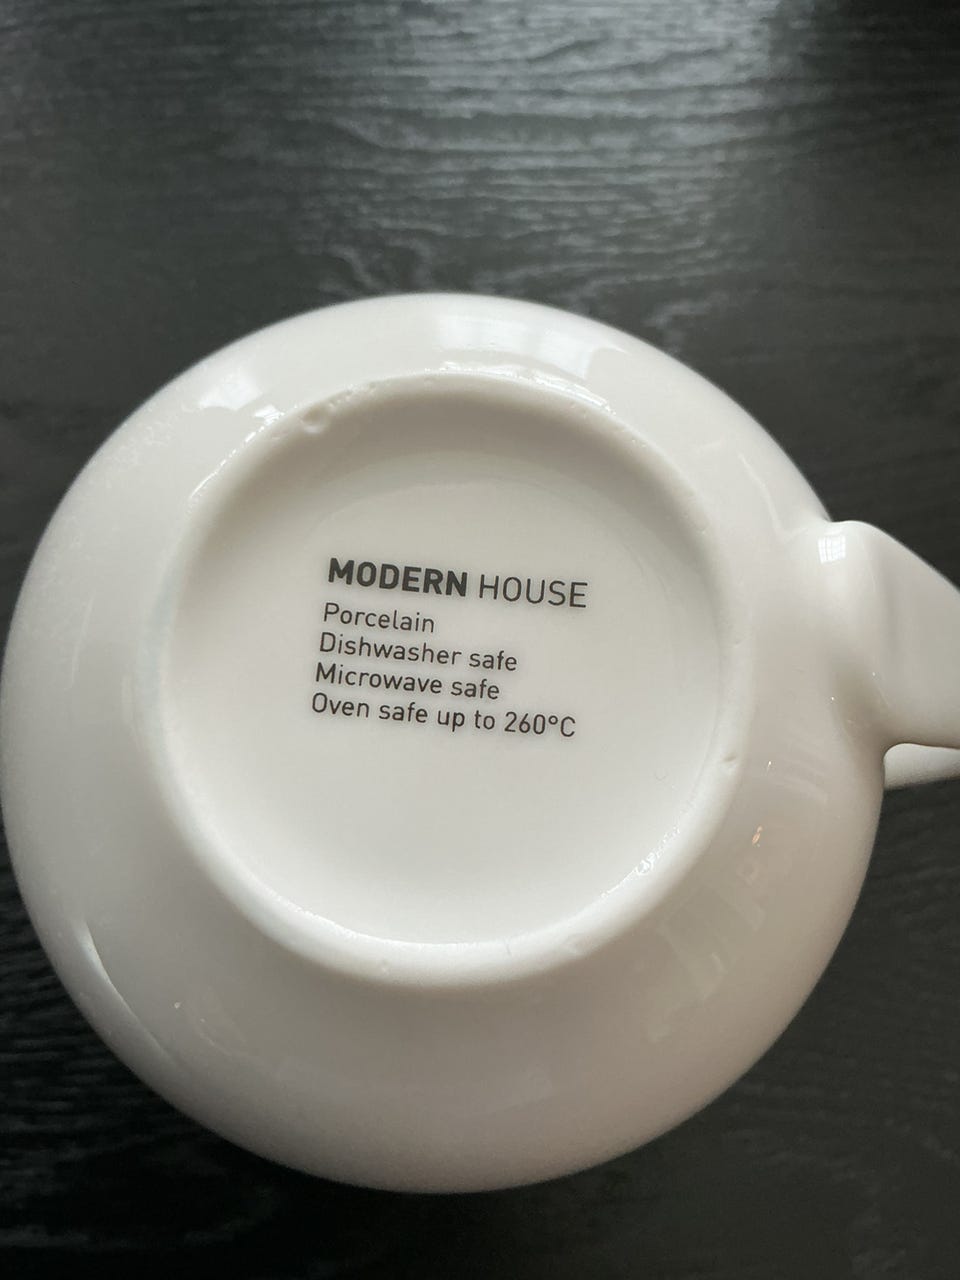 MODERN HOUSE
Porcelain
Dishwasher safe
Microwave safe
Oven safe up to 260°C